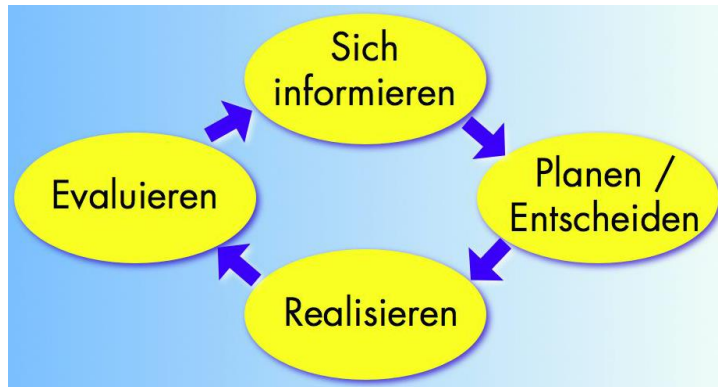 Sich
informieren
Planen /
Entscheiden
Realisieren
Evaluieren